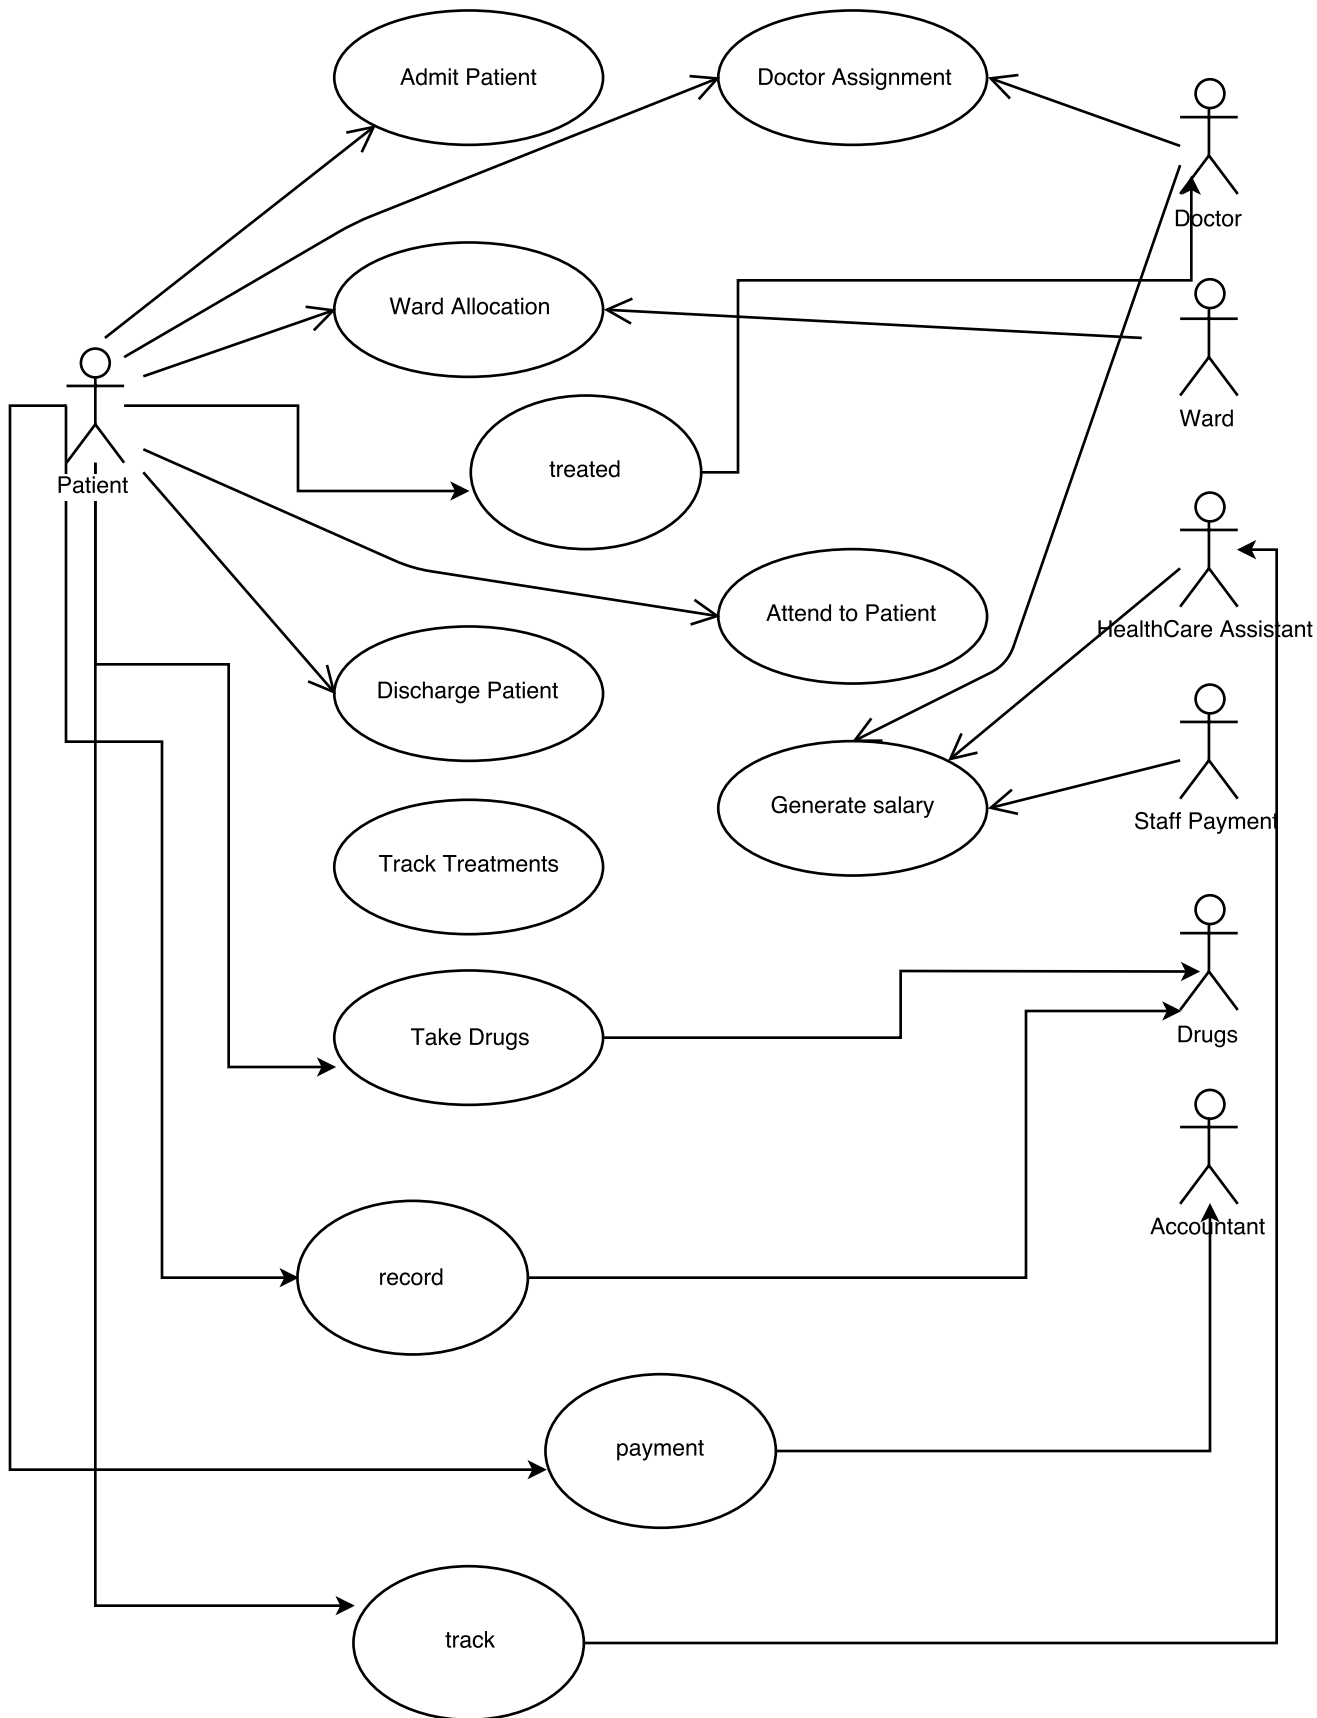 Admit Patient
Doctor Assignment
Doctor
Ward Allocation
Ward
treated
Patient
Attend to Patient
HealthCare Assistant
Discharge Patient
Generate salary
Staff Payment
Track Treatments
Take Drugs
Drugs
Accountant
record
payment
track